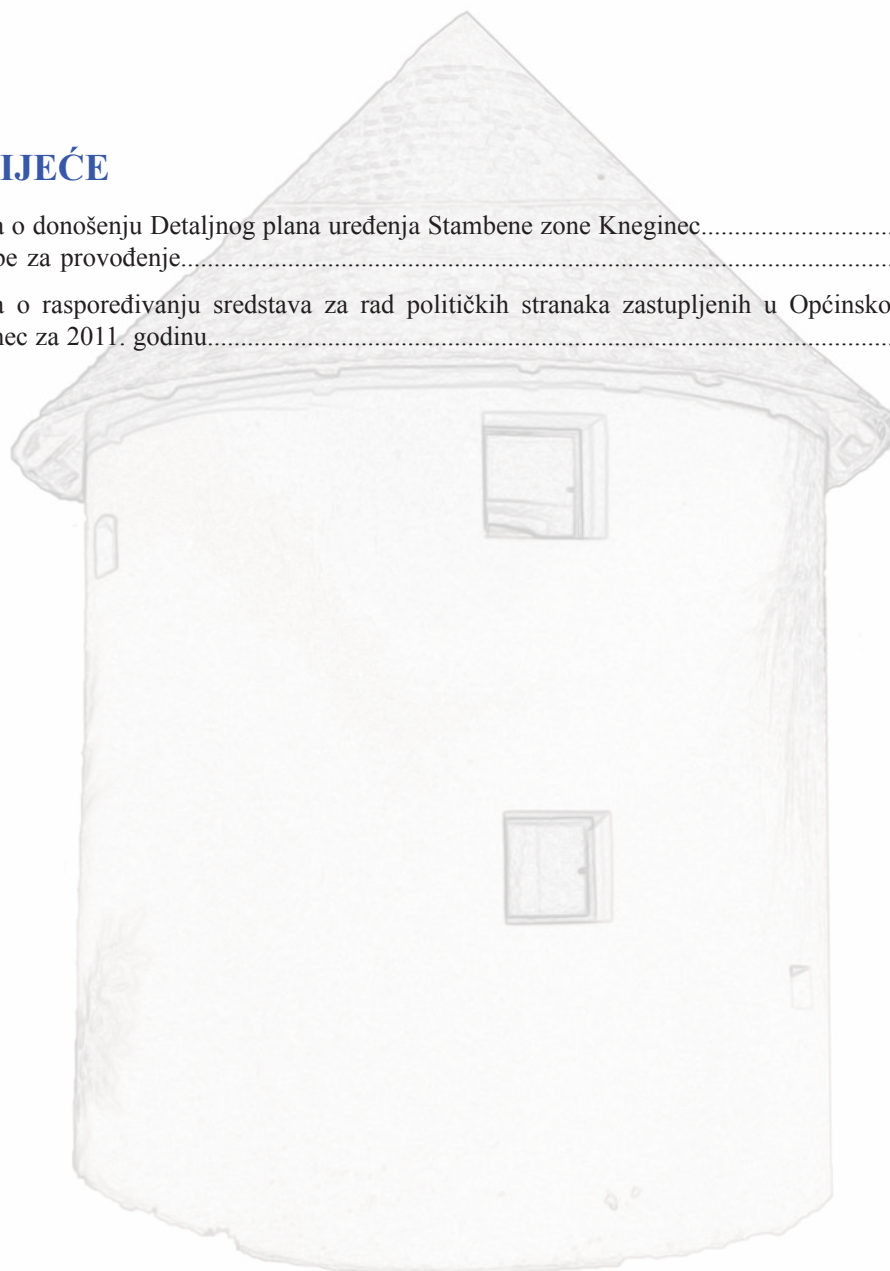 IJEĆE
a o donošenju Detaljnog plana uređenja Stambene zone Kneginec..............................
be za provođenje.........................................................................................................
a o raspoređivanju sredstava za rad političkih stranaka zastupljenih u Općinsko
nec za 2011. godinu.....................................................................................................